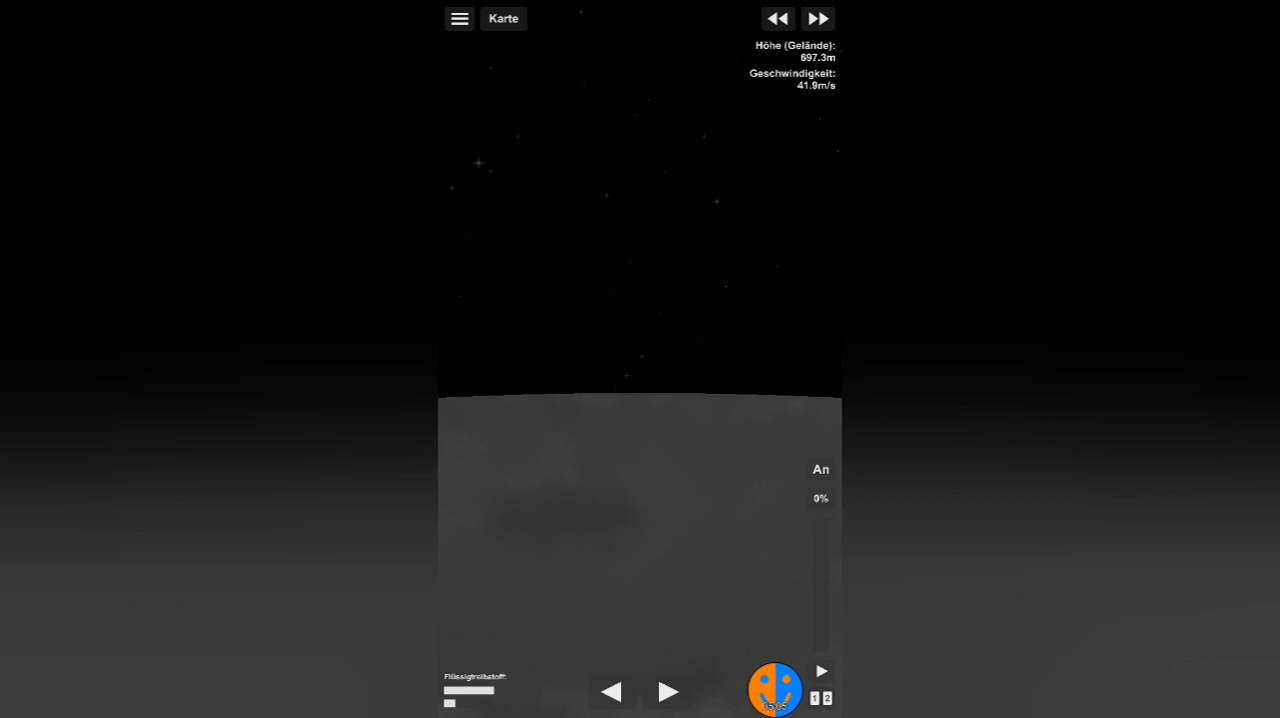 Karte
Höhe (Gelände):
697.3m
Geschwindigkeit:
41.9m/s
An
0%
Flüssigtreibstoff:
1 2